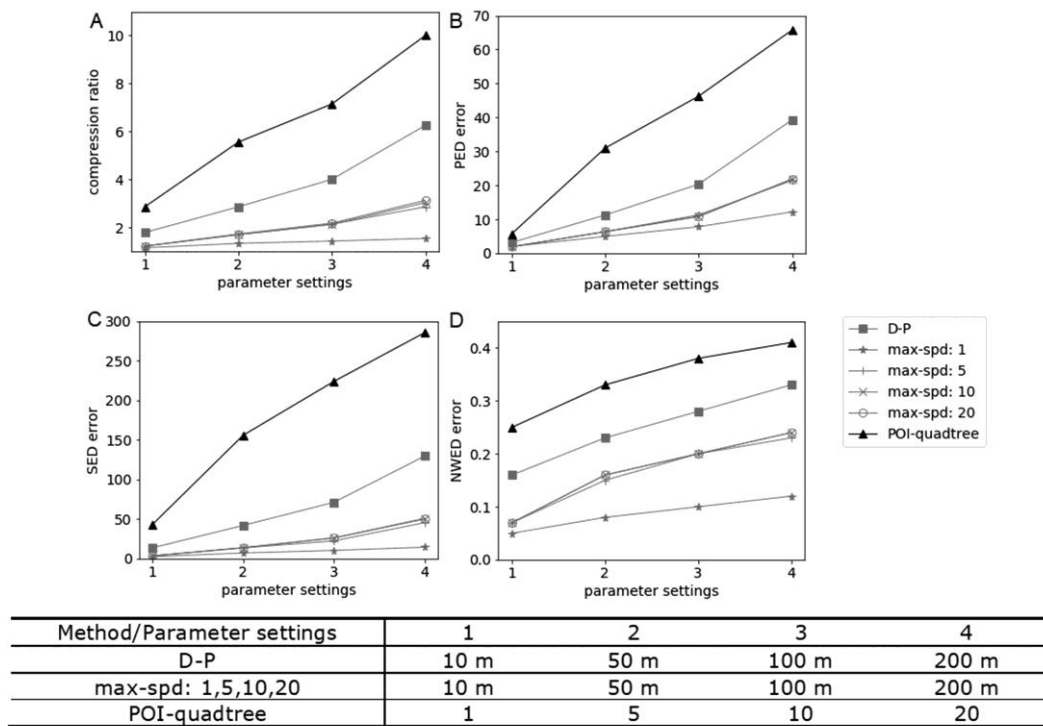 A
compression ratio
10
8
6
4
2
1 2 3 4
parameter settings
B
PED error
70
60
50
40
30
20
10
0
1 2 3 4
parameter settings
C
SED error
300
250
200
150
100
50
0
1 2 3 4
parameter settings
D
NWED error
0.4
0.3
0.2
0.1
0.0
1 2 3 4
parameter settings
D-P
max-spd: 1
max-spd: 5
max-spd: 10
max-spd: 20
POI-quadtree
Method/Parameter settings 1 2 3 4
D-P 10 m 50 m 100 m 200 m
max-spd: 1,5,10,20 10 m 50 m 100 m 200 m
POI-quadtree 1 5 10 20